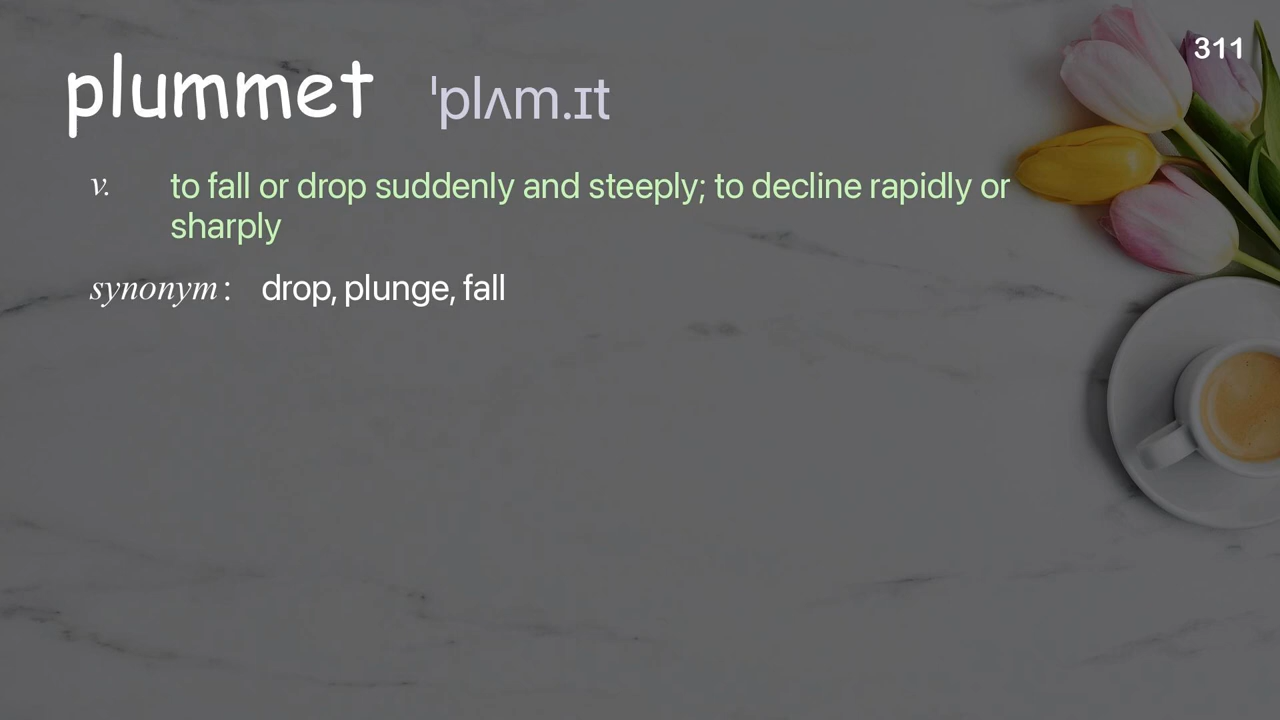 311
plummet ˈplʌm.ɪt
v. to fall or drop suddenly and steeply; to decline rapidly or
sharply
synonym : drop, plunge, fall